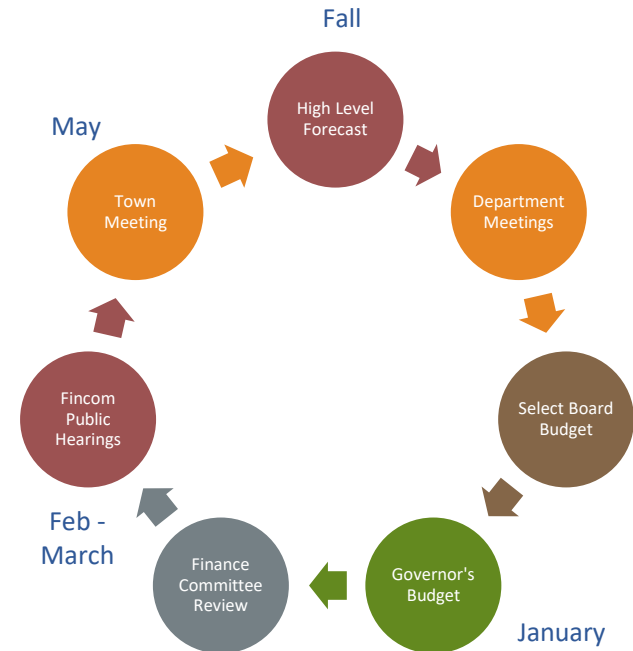 Fall
High Level
Forecast
May
Town
Meeting
Department
Meetings
Select Board
Budget
Fincom
Public
Hearings
Feb -
March
Finance
Committee
Review
Governor's
Budget
January